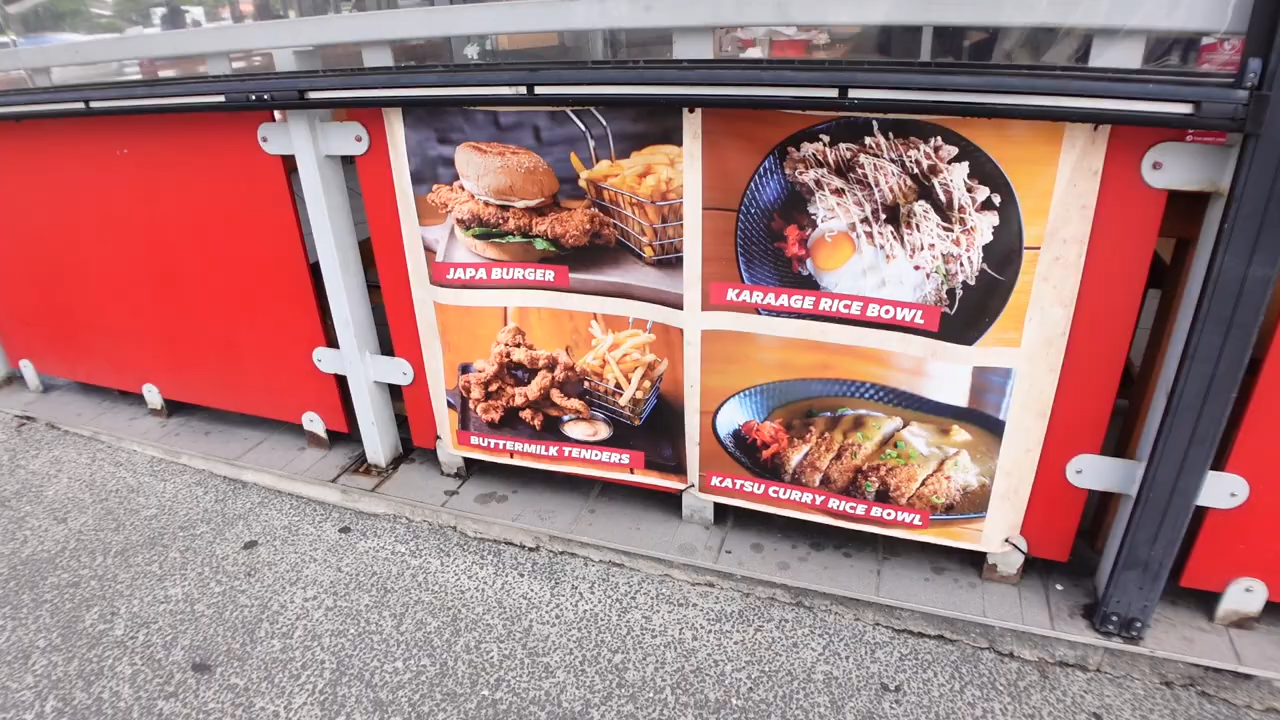 JAPA BURGER
KARAAGE RICE BOWL
BUTTERMILK TENDERS
KATSU CURRY RICE BOWL